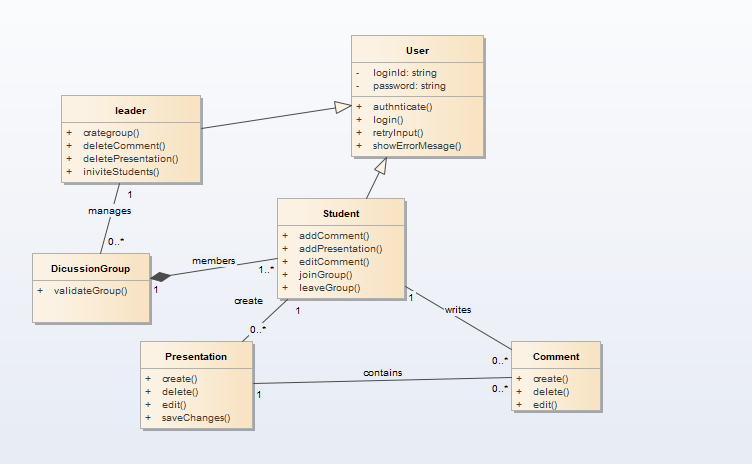 User
- loginId: string
- password: string
+ authnticate()
+ login()
+ retryInput()
+ showErrorMesage()
leader
+ crategroup()
+ deleteComment()
+ deletePresentation()
+ iniviteStudents()
1
manages
0..*
Student
+ addComment()
+ addPresentation()
+ editComment()
+ joinGroup()
+ leaveGroup()
DicussionGroup
+ validateGroup()
1
members
1..*
create
1
0..*
1
writes
0..*
Presentation
+ create()
+ delete()
+ edit()
+ saveChanges()
1
contains
0..*
Comment
+ create()
+ delete()
+ edit()